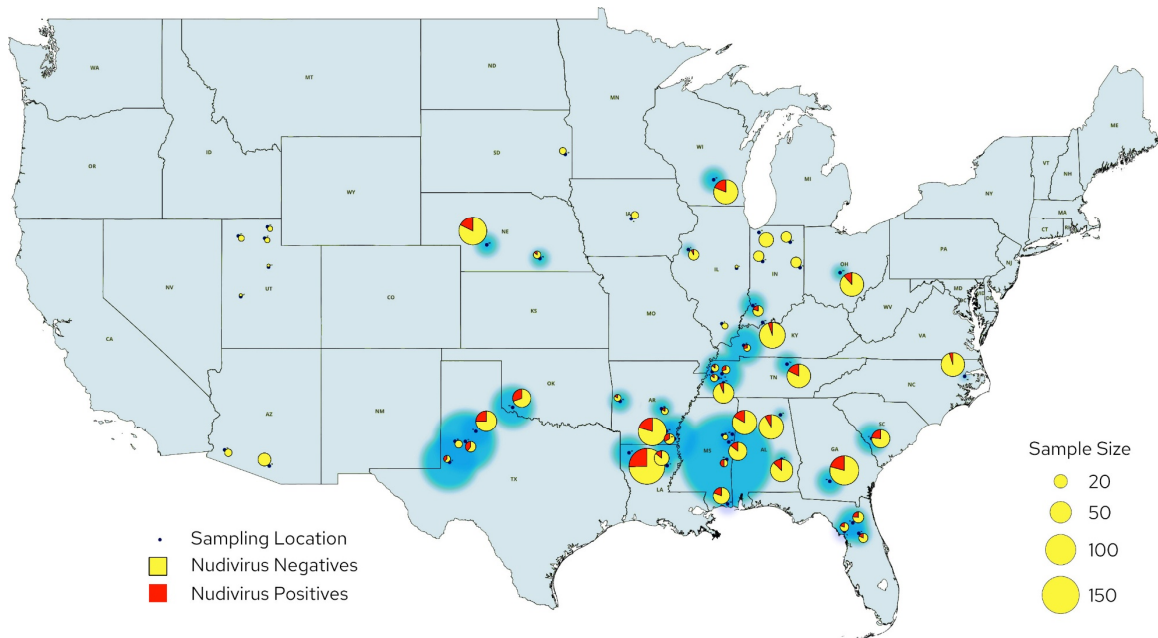 ND
WA
MT
MN
ME
SD
WI
OR
ID
MI
VT
NH
WY
NY
MA
CT
IA
NE
PA
NJ
OH
IL
IN
MD
NV
UT
CO
WV
KS
MO
KY
VA
CA
OK
TN
NC
AZ
NM
AR
SC
MS
AL
GA
TX
LA
Sample Size
20
50
100
150
Sampling Location
Nudivirus Negatives
Nudivirus Positives